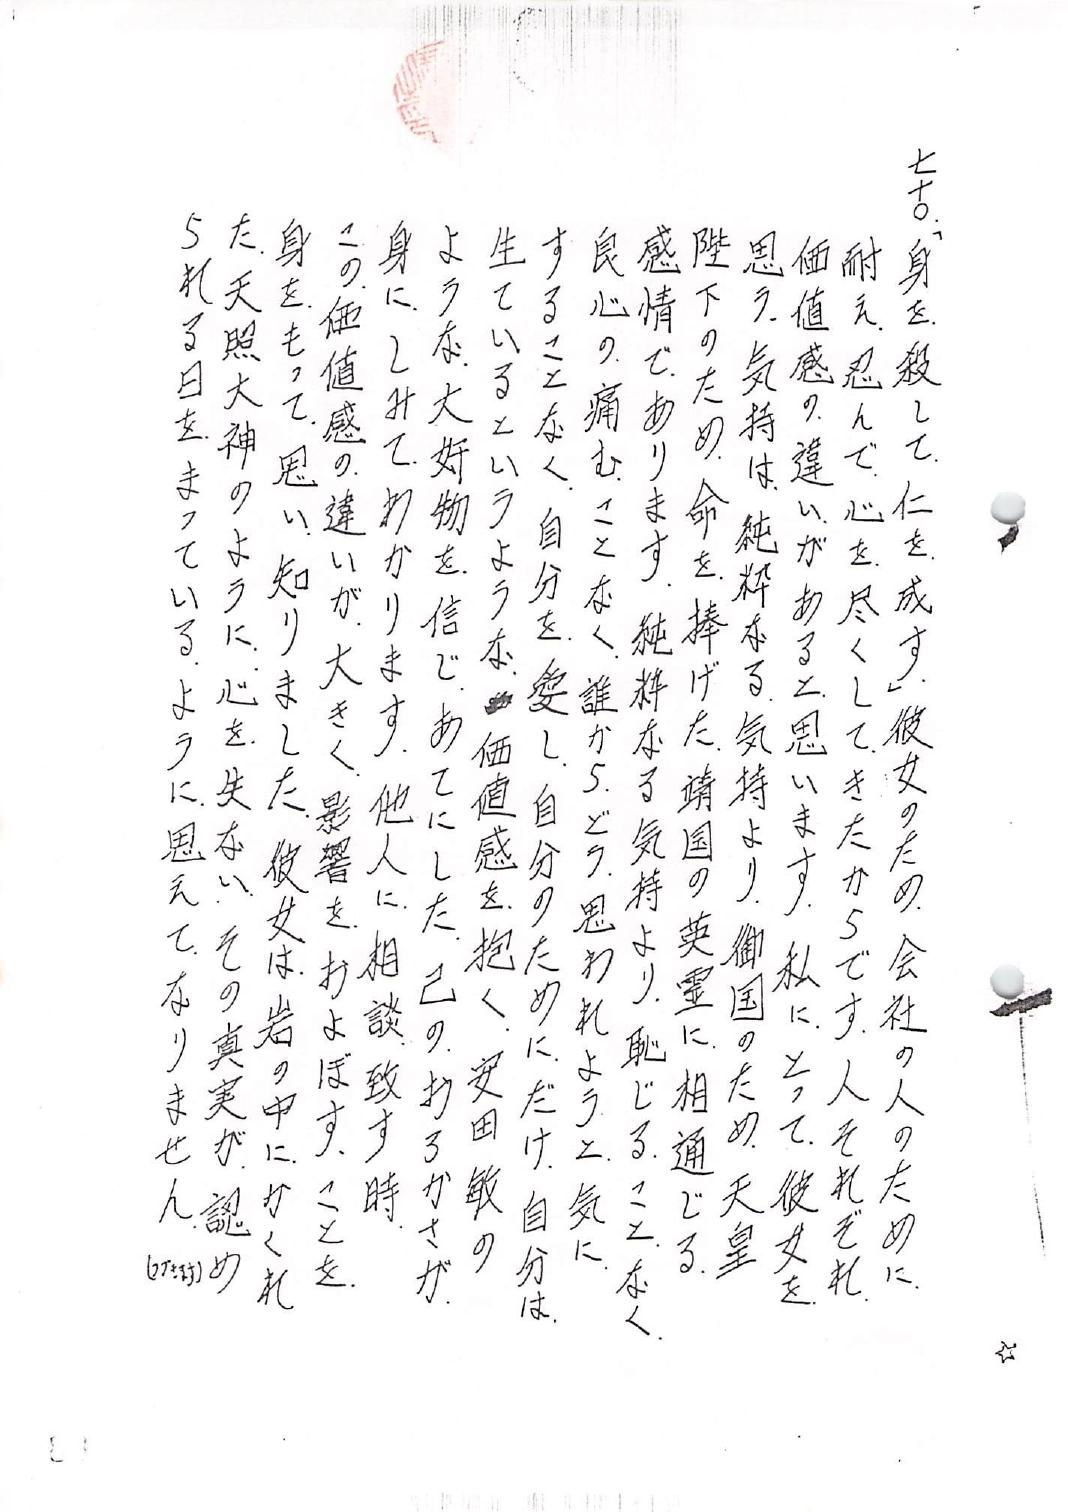 七十〇.「身を殺して、仁を成す」彼女のため、会社の人のために、
耐え、忍んで、心を尽くして、きたからです。人それぞれ、
価値感の違いがあると思います。私に、とって、彼女を、
思う、気持は、純粋なる気持より、御国のため、天皇
陛下のため、命を、捧げた、靖国の英霊に、相通じる、
感情であります。純粋なる気持より、恥じることなく、
良心の痛むことなく、誰から、どう思われようと、気に、
することなく、自分を、愛し、自分のためにだけ、自分は、
生ているというような、価値感を、抱く、安田敏の
ような、大奸物を、信じ、あてにした、己の、おろかさが、
身に、しみて、わかります。他人に、相談、致す時、
この、価値感の、違いが、大きく、影響を、およぼす、ことを、
身を、もって、思い、知りました。彼女は、岩の中に、かくれ
た、天照大神のように、心を、失ない、その真実が、認め
られる日を、まっている、ように、思えて、なりません。